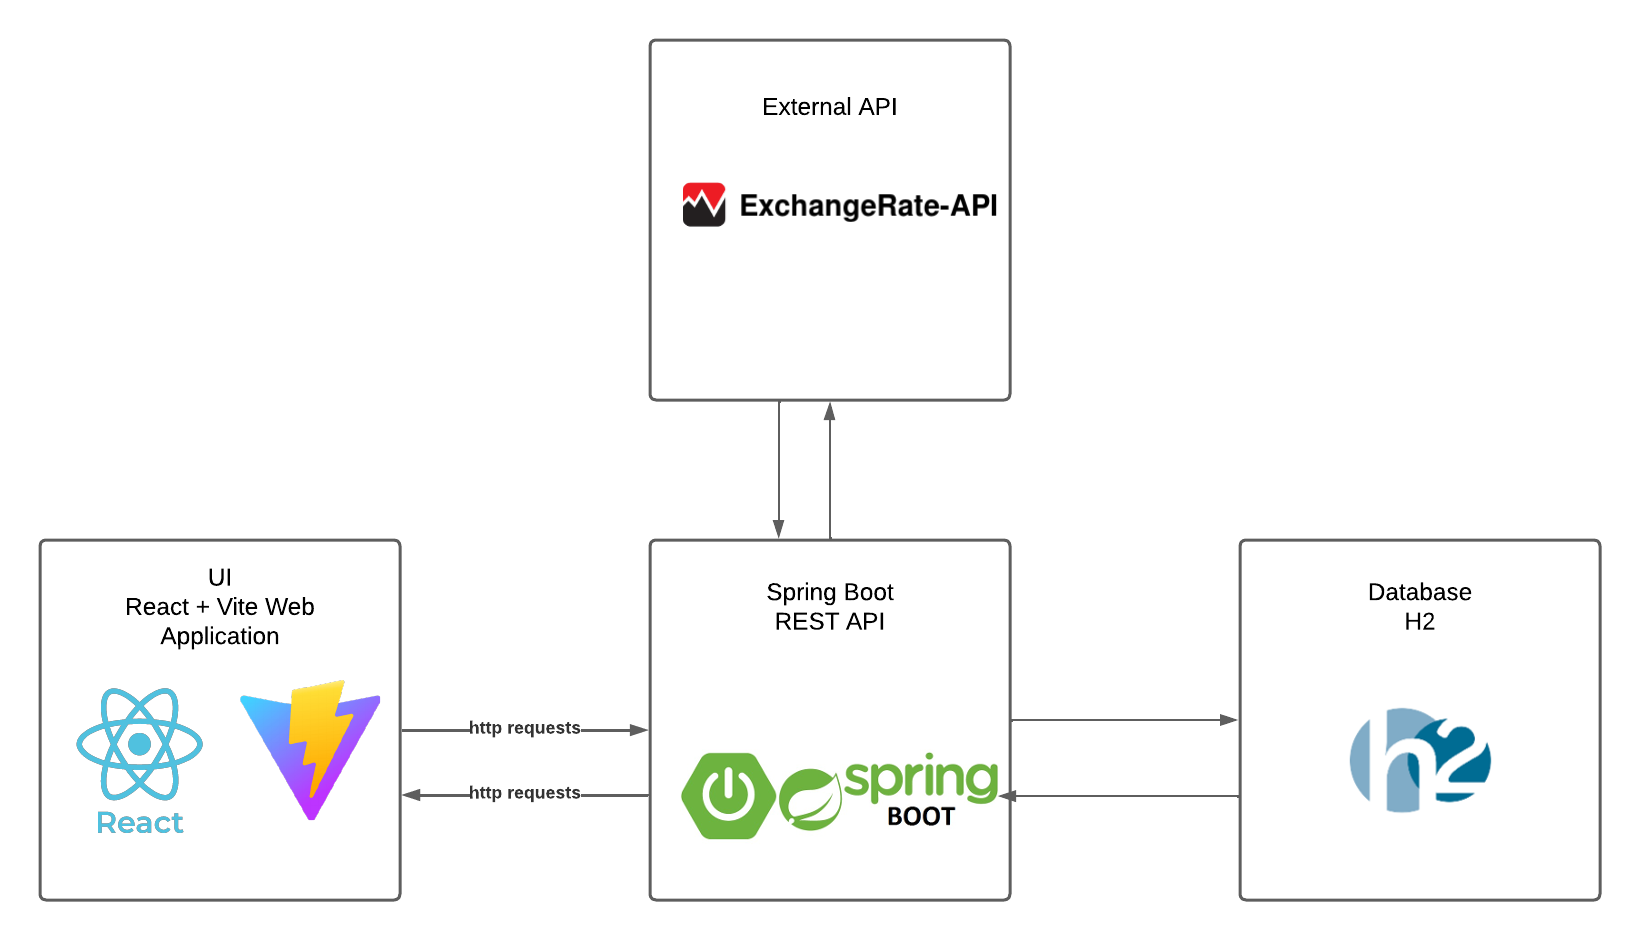 External API
ExchangeRate-API
UI
React + Vite Web
Application
React
http requests
http requests
Spring Boot
REST API
spring
BOOT
Database
H2
h2